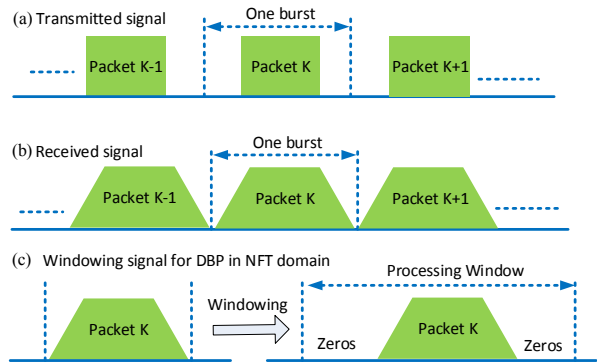 (a) Transmitted signal
One burst
Packet K-1
Packet K
Packet K+1
(b) Received signal
One burst
Packet K-1
Packet K
Packet K+1
(c) Windowing signal for DBP in NFT domain
Processing Window
Packet K
Windowing
Zeros
Packet K
Zeros